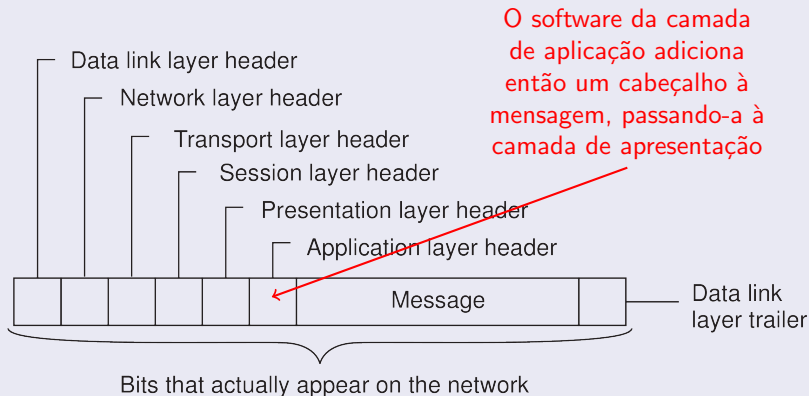 O software da camada
de aplicação adiciona
então um cabeçalho à
mensagem, passando-a à
camada de apresentação
Data link layer header
Network layer header
Transport layer header
Session layer header
Presentation layer header
Application layer header
Message
Data link
layer trailer
Bits that actually appear on the network